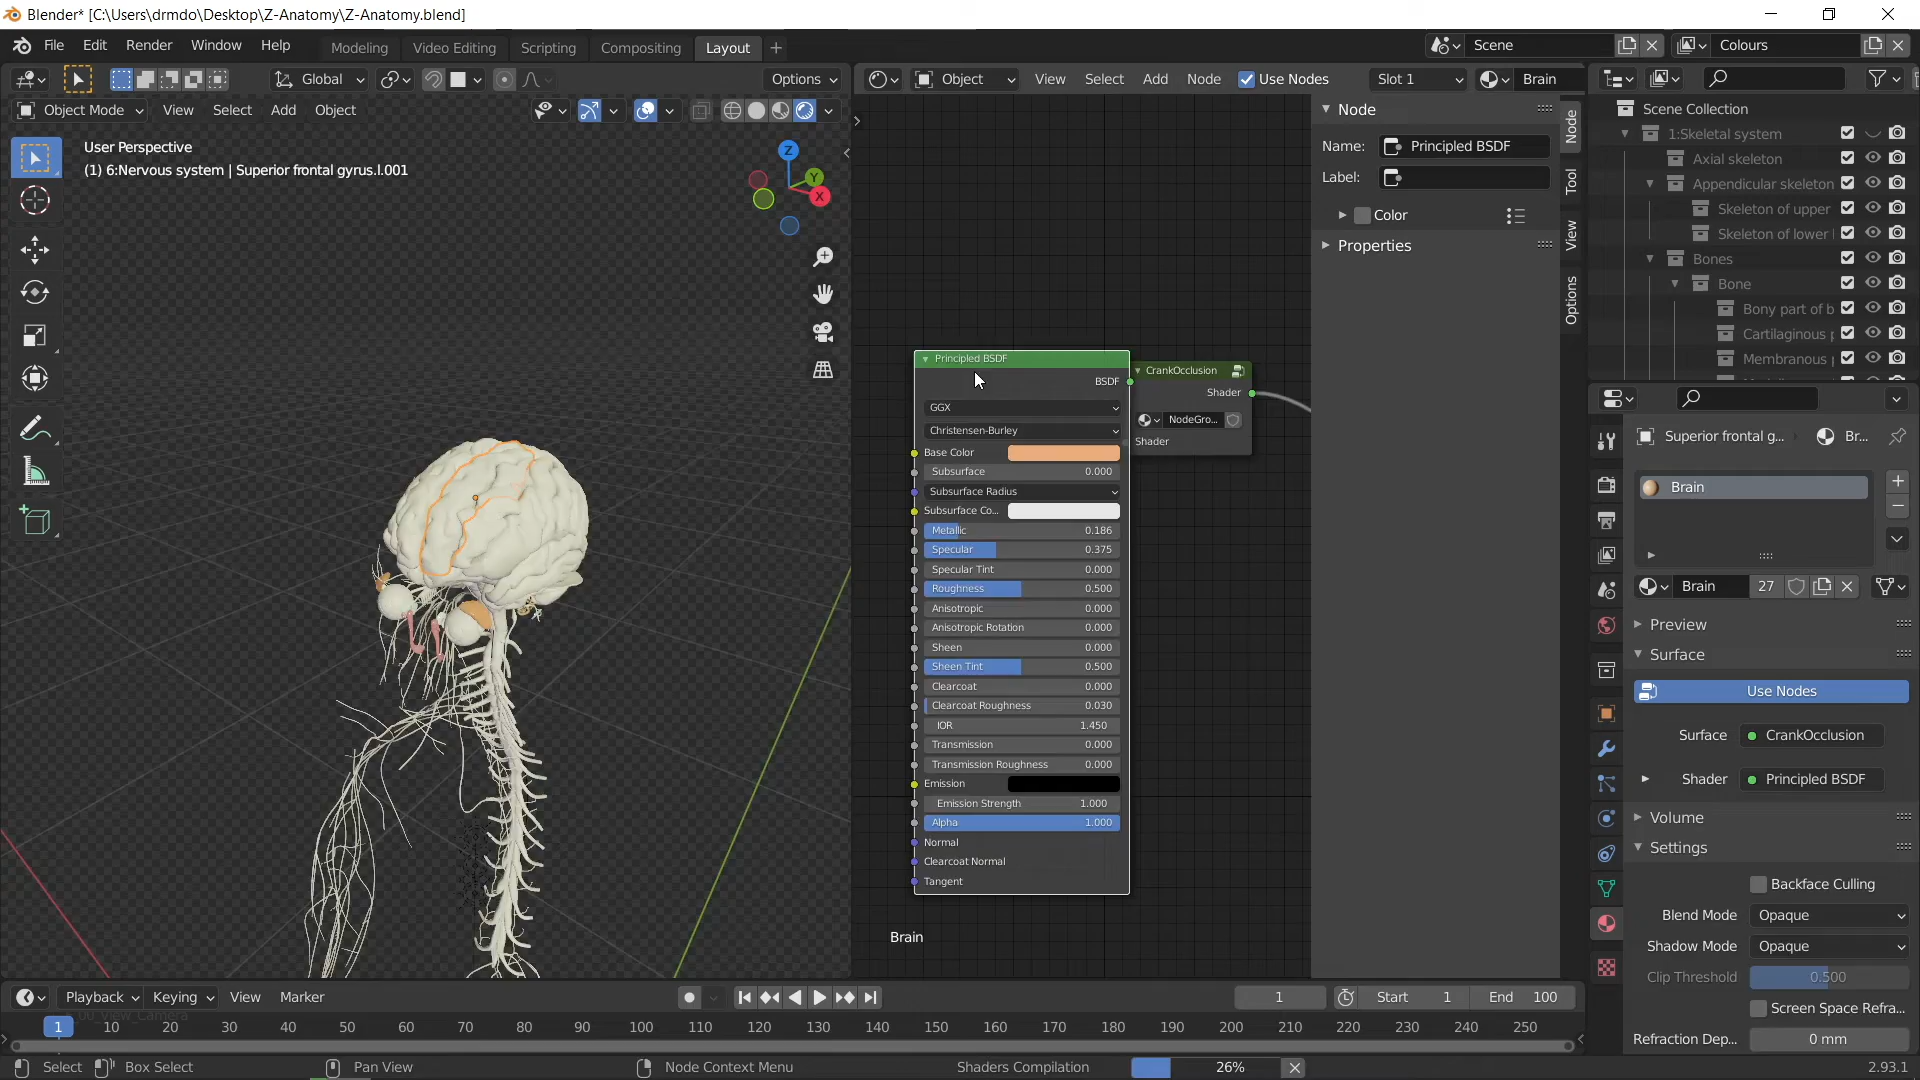 Blender* [C:\Users\drmdo\Desktop\Z-Anatomy\Z-Anatomy.blend]
File Edit Render Window Help Modeling Video Editing Scripting Compositing Layout Scene Colours
Global Options Object View Select Add Node Use Nodes Slot 1 Brain
Object Mode View Select Add Object
User Perspective
(1) 6:Nervous system | Superior frontal gyrus.l.001
Z
Y
X
Principled BSDF
BSDF
GGX
Christensen-Burley
Base Color
Subsurface 0.000
Subsurface Radius
Subsurface Co...
Metallic 0.186
Specular 0.375
Specular Tint 0.000
Roughness 0.500
Anisotropic 0.000
Anisotropic Rotation 0.000
Sheen 0.000
Sheen Tint 0.500
Clearcoat 0.000
Clearcoat Roughness 0.030
IOR 1.450
Transmission 0.000
Transmission Roughness 0.000
Emission
Emission Strength 1.000
Alpha 1.000
Normal
Clearcoat Normal
Tangent
Brain
CrankOcclusion
Shader
NodeGro...
Shader
Node
Name: Principled BSDF
Label:
Color
Properties
Node
Tool
View
Options
Scene Collection
1:Skeletal system
Axial skeleton
Appendicular skeleton
Skeleton of upper
Skeleton of lower
Bones
Bone
Bony part of b
Cartilaginous
Membranous
Superior frontal g... Br...
Brain
Brain 27
Preview
Surface
Use Nodes
Surface CrankOcclusion
Shader Principled BSDF
Volume
Settings
Backface Culling
Blend Mode Opaque
Shadow Mode Opaque
Clip Threshold 0.500
Screen Space Refra...
Refraction Dep... 0 mm
Playback Keying View Marker 1 Start 1 End 100
1 10 20 30 40 50 60 70 80 90 100 110 120 130 140 150 160 170 180 190 200 210 220 230 240 250
Select Box Select Pan View Node Context Menu Shaders Compilation 26% 2.93.1